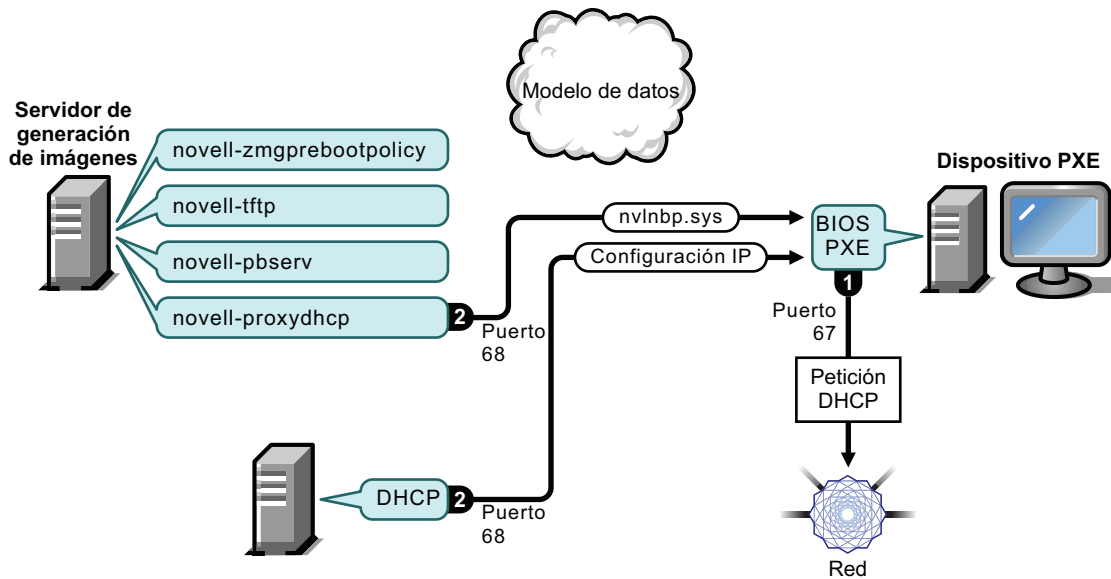 Modelo de datos
Servidor de
generación
de imágenes
novell-zmgprebootpolicy
novell-tftp
novell-pbserv
novell-proxydhcp
2
Puerto
68
nvlnbp.sys
Configuración IP
Dispositivo PXE
BIOS
PXE
1
Puerto
67
Petición
DHCP
Red
DHCP
2
Puerto
68